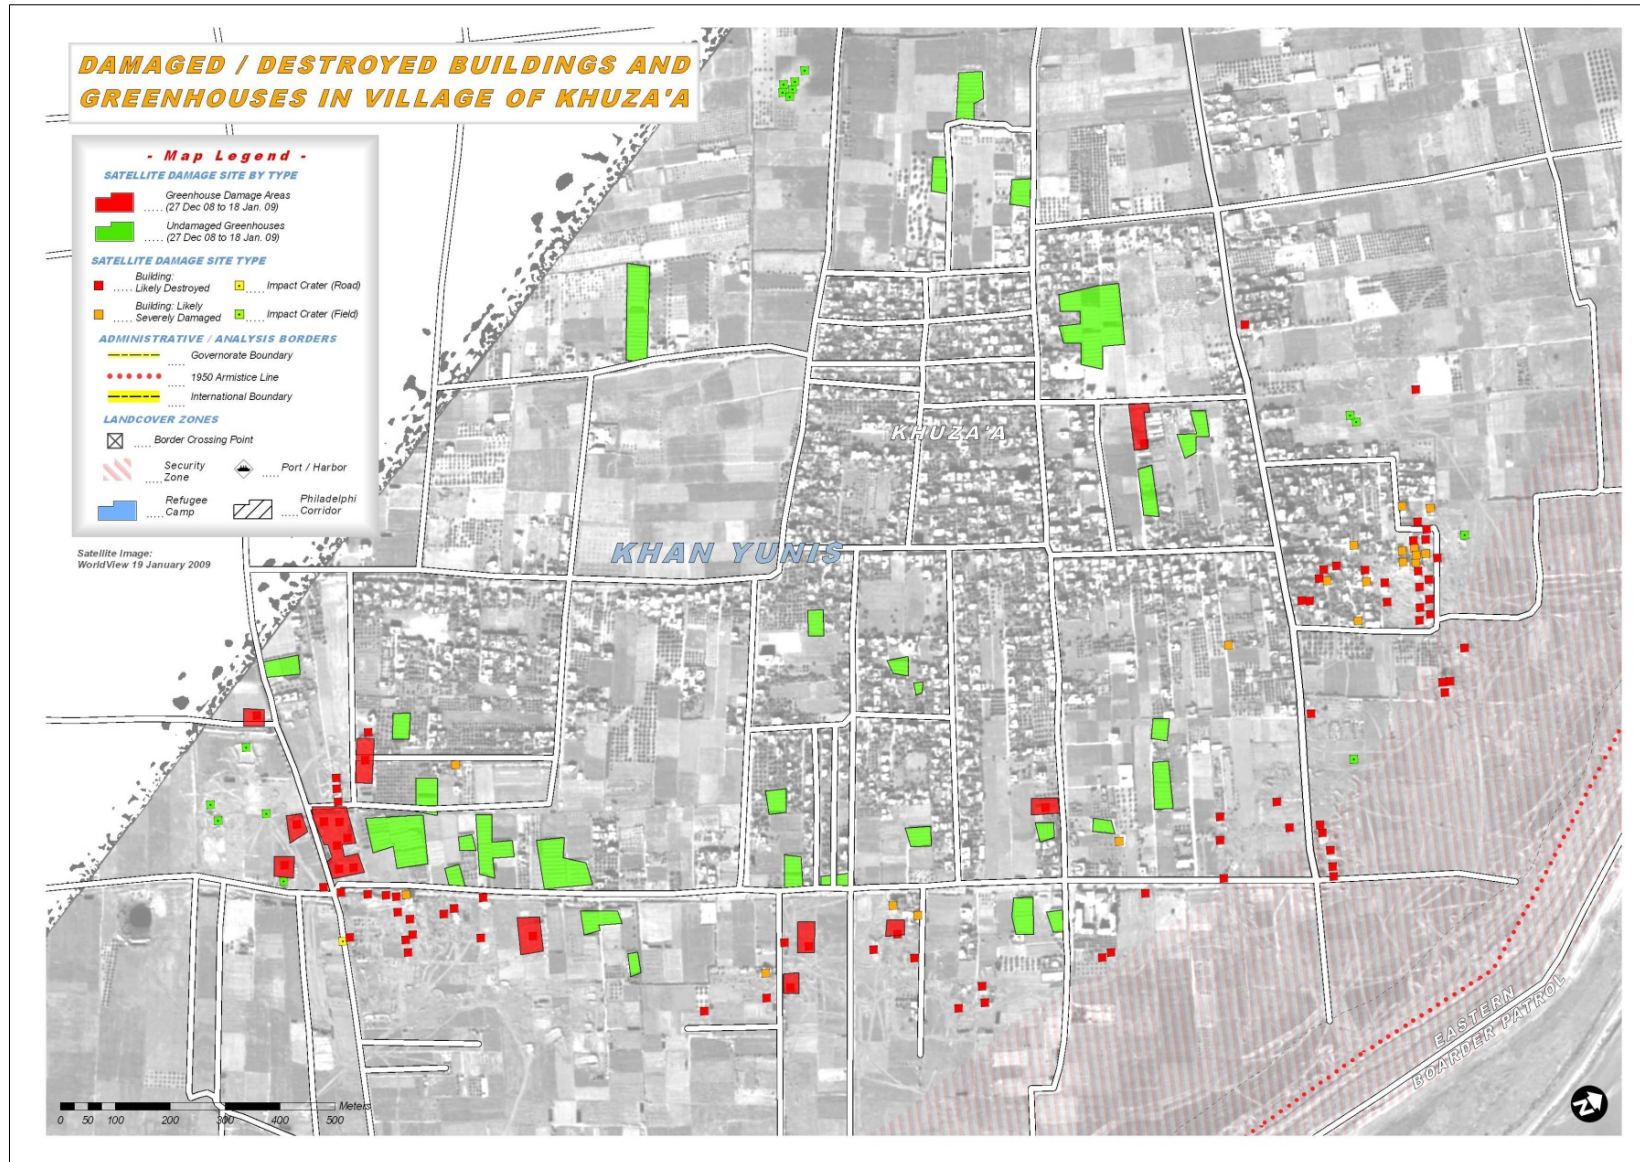 DAMAGED / DESTROYED BUILDINGS AND
GREENHOUSES IN VILLAGE OF KHUZA'A
- Map Legend -
SATELLITE DAMAGE SITE BY TYPE
..... Greenhouse Damage Areas
(27 Dec 08 to 18 Jan. 09)
..... Undamaged Greenhouses
(27 Dec 08 to 18 Jan. 09)
SATELLITE DAMAGE SITE TYPE
Building:
..... Likely Destroyed
..... Impact Crater (Road)
Building: Likely
..... Severely Damaged
..... Impact Crater (Field)
ADMINISTRATIVE / ANALYSIS BORDERS
..... Governorate Boundary
..... 1950 Armistice Line
..... International Boundary
LANDCOVER ZONES
..... Border Crossing Point
Security
..... Zone
..... Port / Harbor
Refugee
..... Camp
Philadelphi
..... Corridor
Satellite Image:
WorldView 19 January 2009
KHUZA'A
KHAN YUNIS
EASTERN
BOARDER PATROL
Meters
0 50 100 200 300 400 500
N